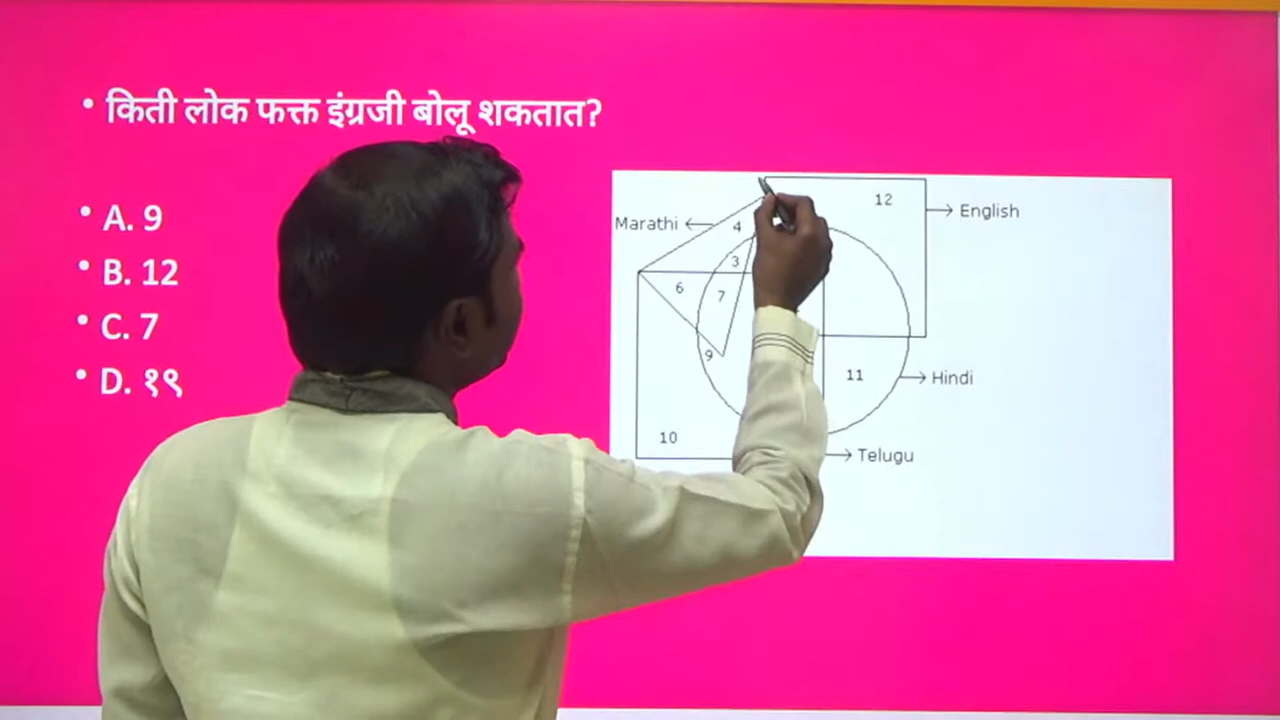 • किती लोक फक्त इंग्रजी बोलू शकतात?
• A. 9
• B. 12
• C. 7
• D. १९
12
English
Marathi
4
3
6
7
9
11
Hindi
10
Telugu